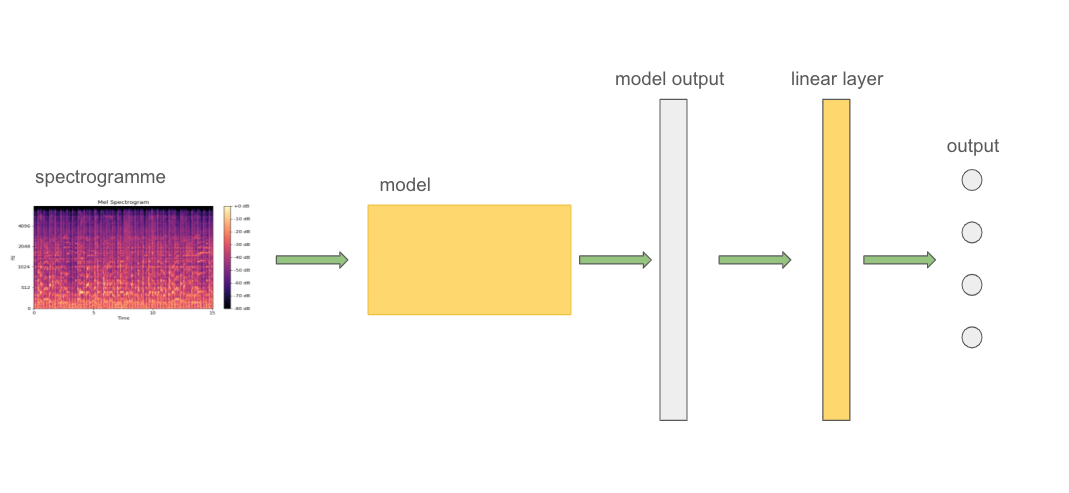 model output
linear layer
output
spectrogramme
model
Mel Spectrogram
+0 dB
-10 dB
-20 dB
-30 dB
-40 dB
-50 dB
-60 dB
-70 dB
-80 dB
4096
2048
1024
512
0
Hz
0
5
10
15
Time